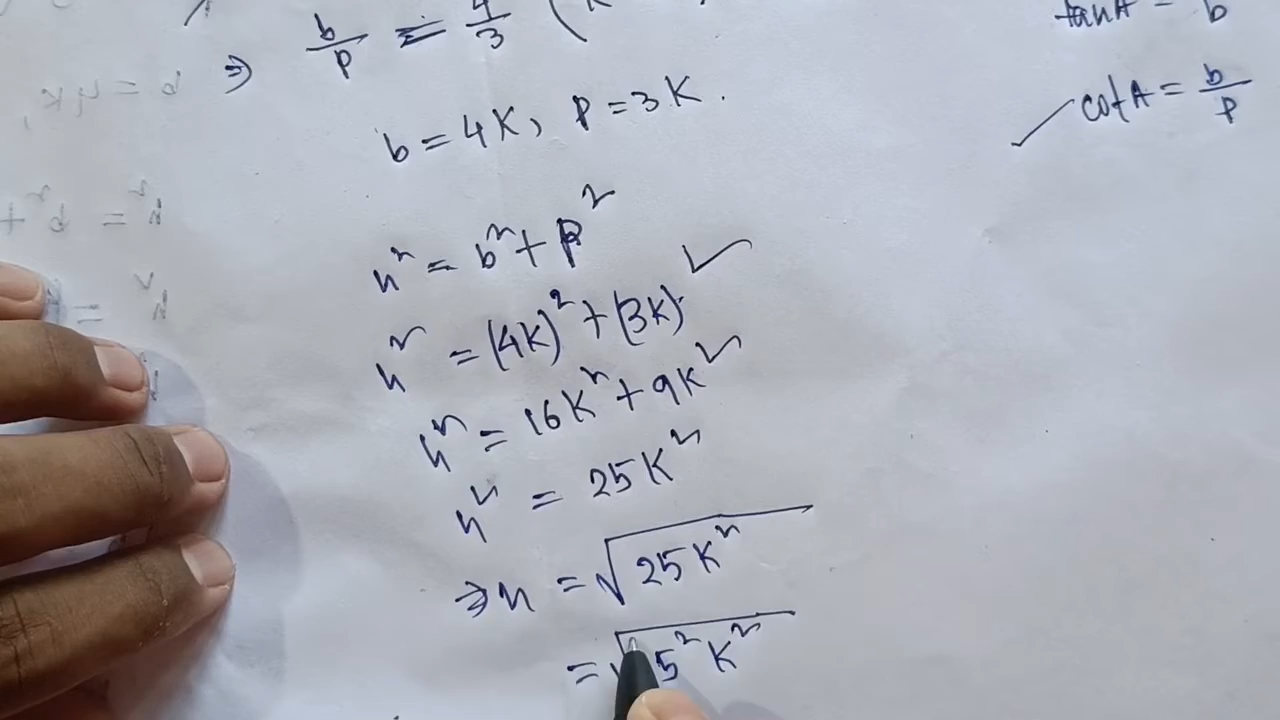 ⇒ b/p = 4/3 (K
b = 4K, P = 3K.
h² = b² + p²
h² = (4K)² + (3K)²
h² = 16K² + 9K²
h² = 25K²
⇒ h = √25K²
= √5²K²
tanA = b
cotA = b/p